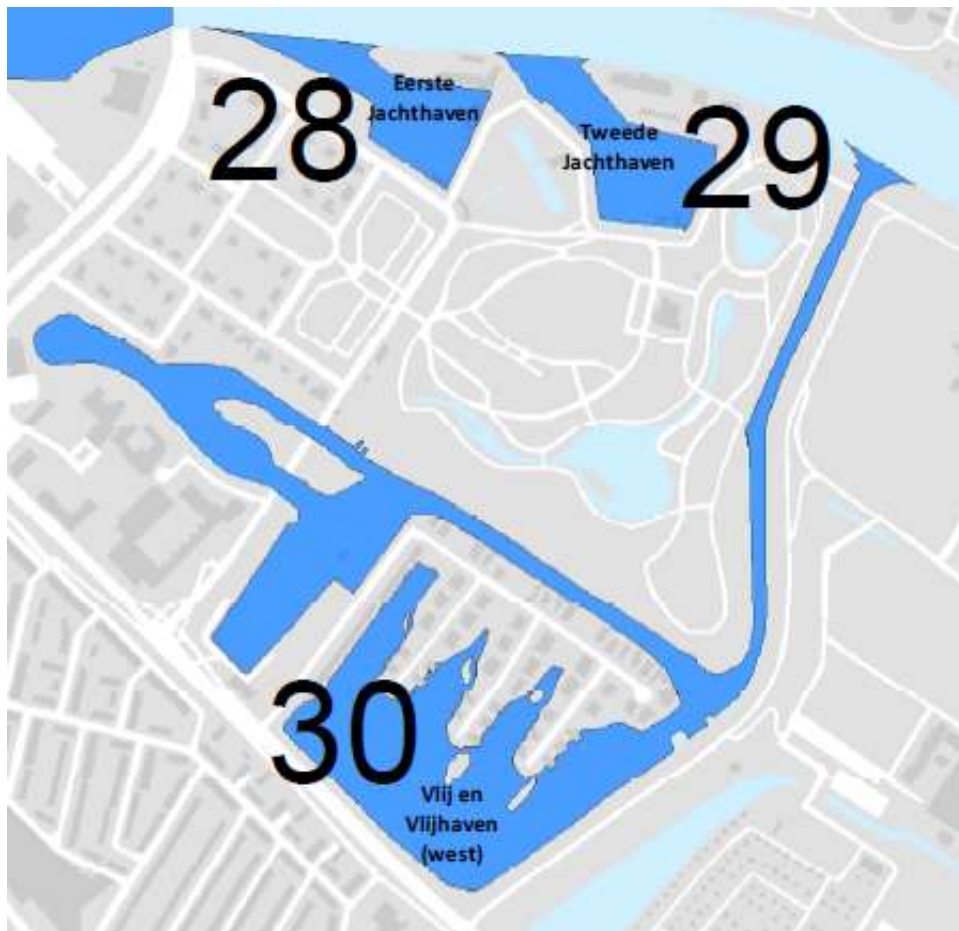 28
Eerste
Jachthaven
Tweede
Jachthaven
29
30
Vlij en
Vlijhaven
(west)